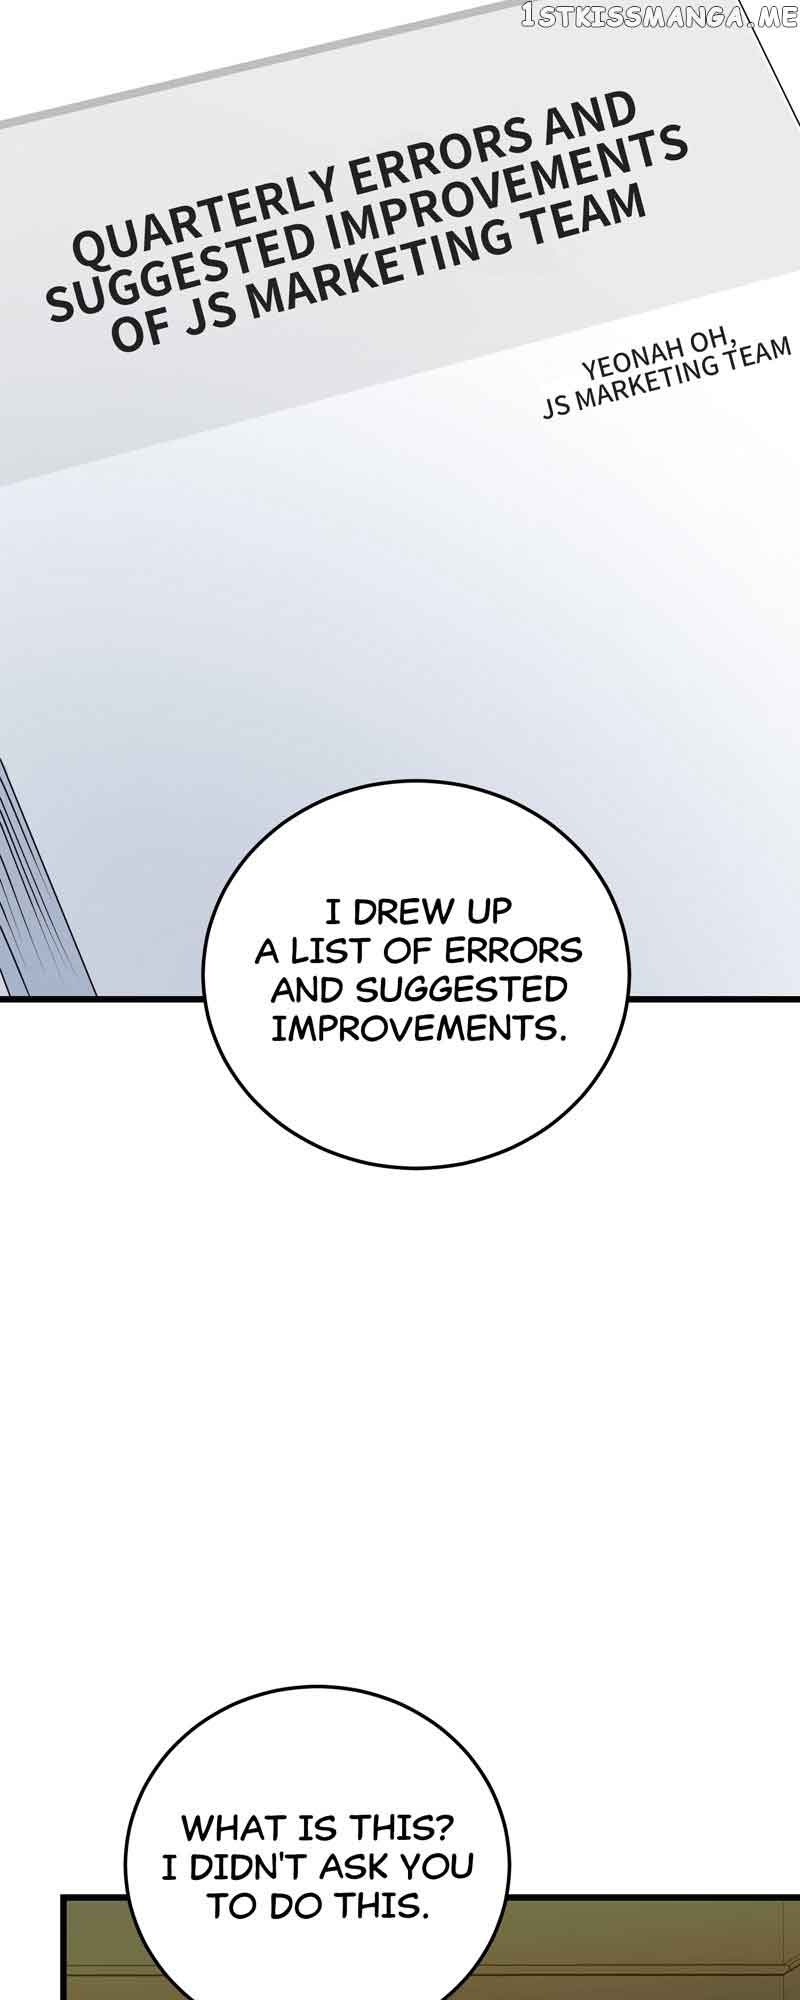 1STKISSMANGA.ME
QUARTERLY ERRORS AND
SUGGESTED IMPROVEMENTS
OF JS MARKETING TEAM
YEONAH OH,
JS MARKETING TEAM
I DREW UP
A LIST OF ERRORS
AND SUGGESTED
IMPROVEMENTS.
WHAT IS THIS?
I DIDN'T ASK YOU
TO DO THIS.